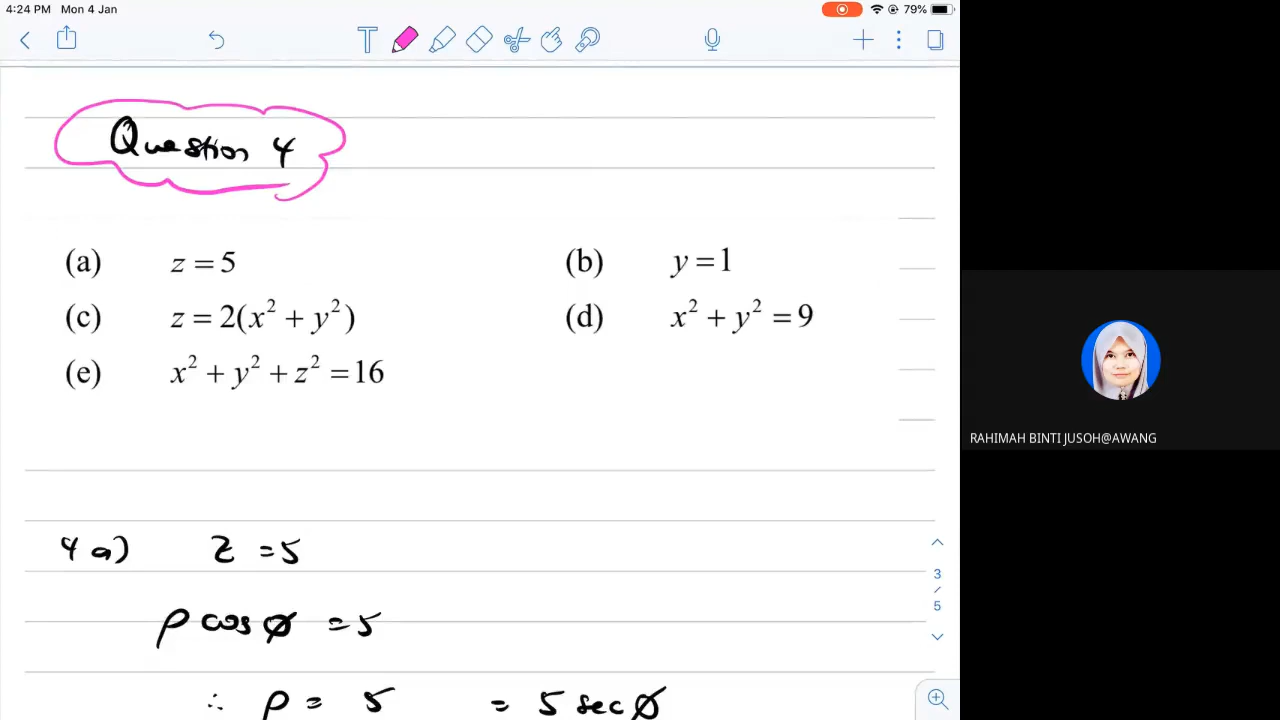 4:24 PM Mon 4 Jan
79%
T
Question 4
(a) z = 5
(b) y = 1
(c) z = 2(x² + y²)
(d) x² + y² = 9
(e) x² + y² + z² = 16
4 a) z = 5
ρ cos ϕ = 5
∴ ρ = 5 = 5 sec ϕ
3
/
5
RAHIMAH BINTI JUSOH@AWANG